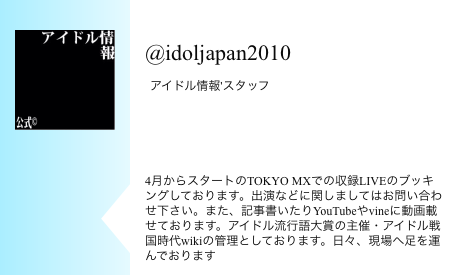 アイドル情
報
公式©
@idoljapan2010
アイドル情報'スタッフ
4月からスタートのTOKYO MXでの収録LIVEのブッキ
ングしております。出演などに関しましてはお問い合わ
せ下さい。また、記事書いたりYouTubeやvineに動画載
せております。アイドル流行語大賞の主催・アイドル戦
国時代wikiの管理としております。日々、現場へ足を運
んでおります